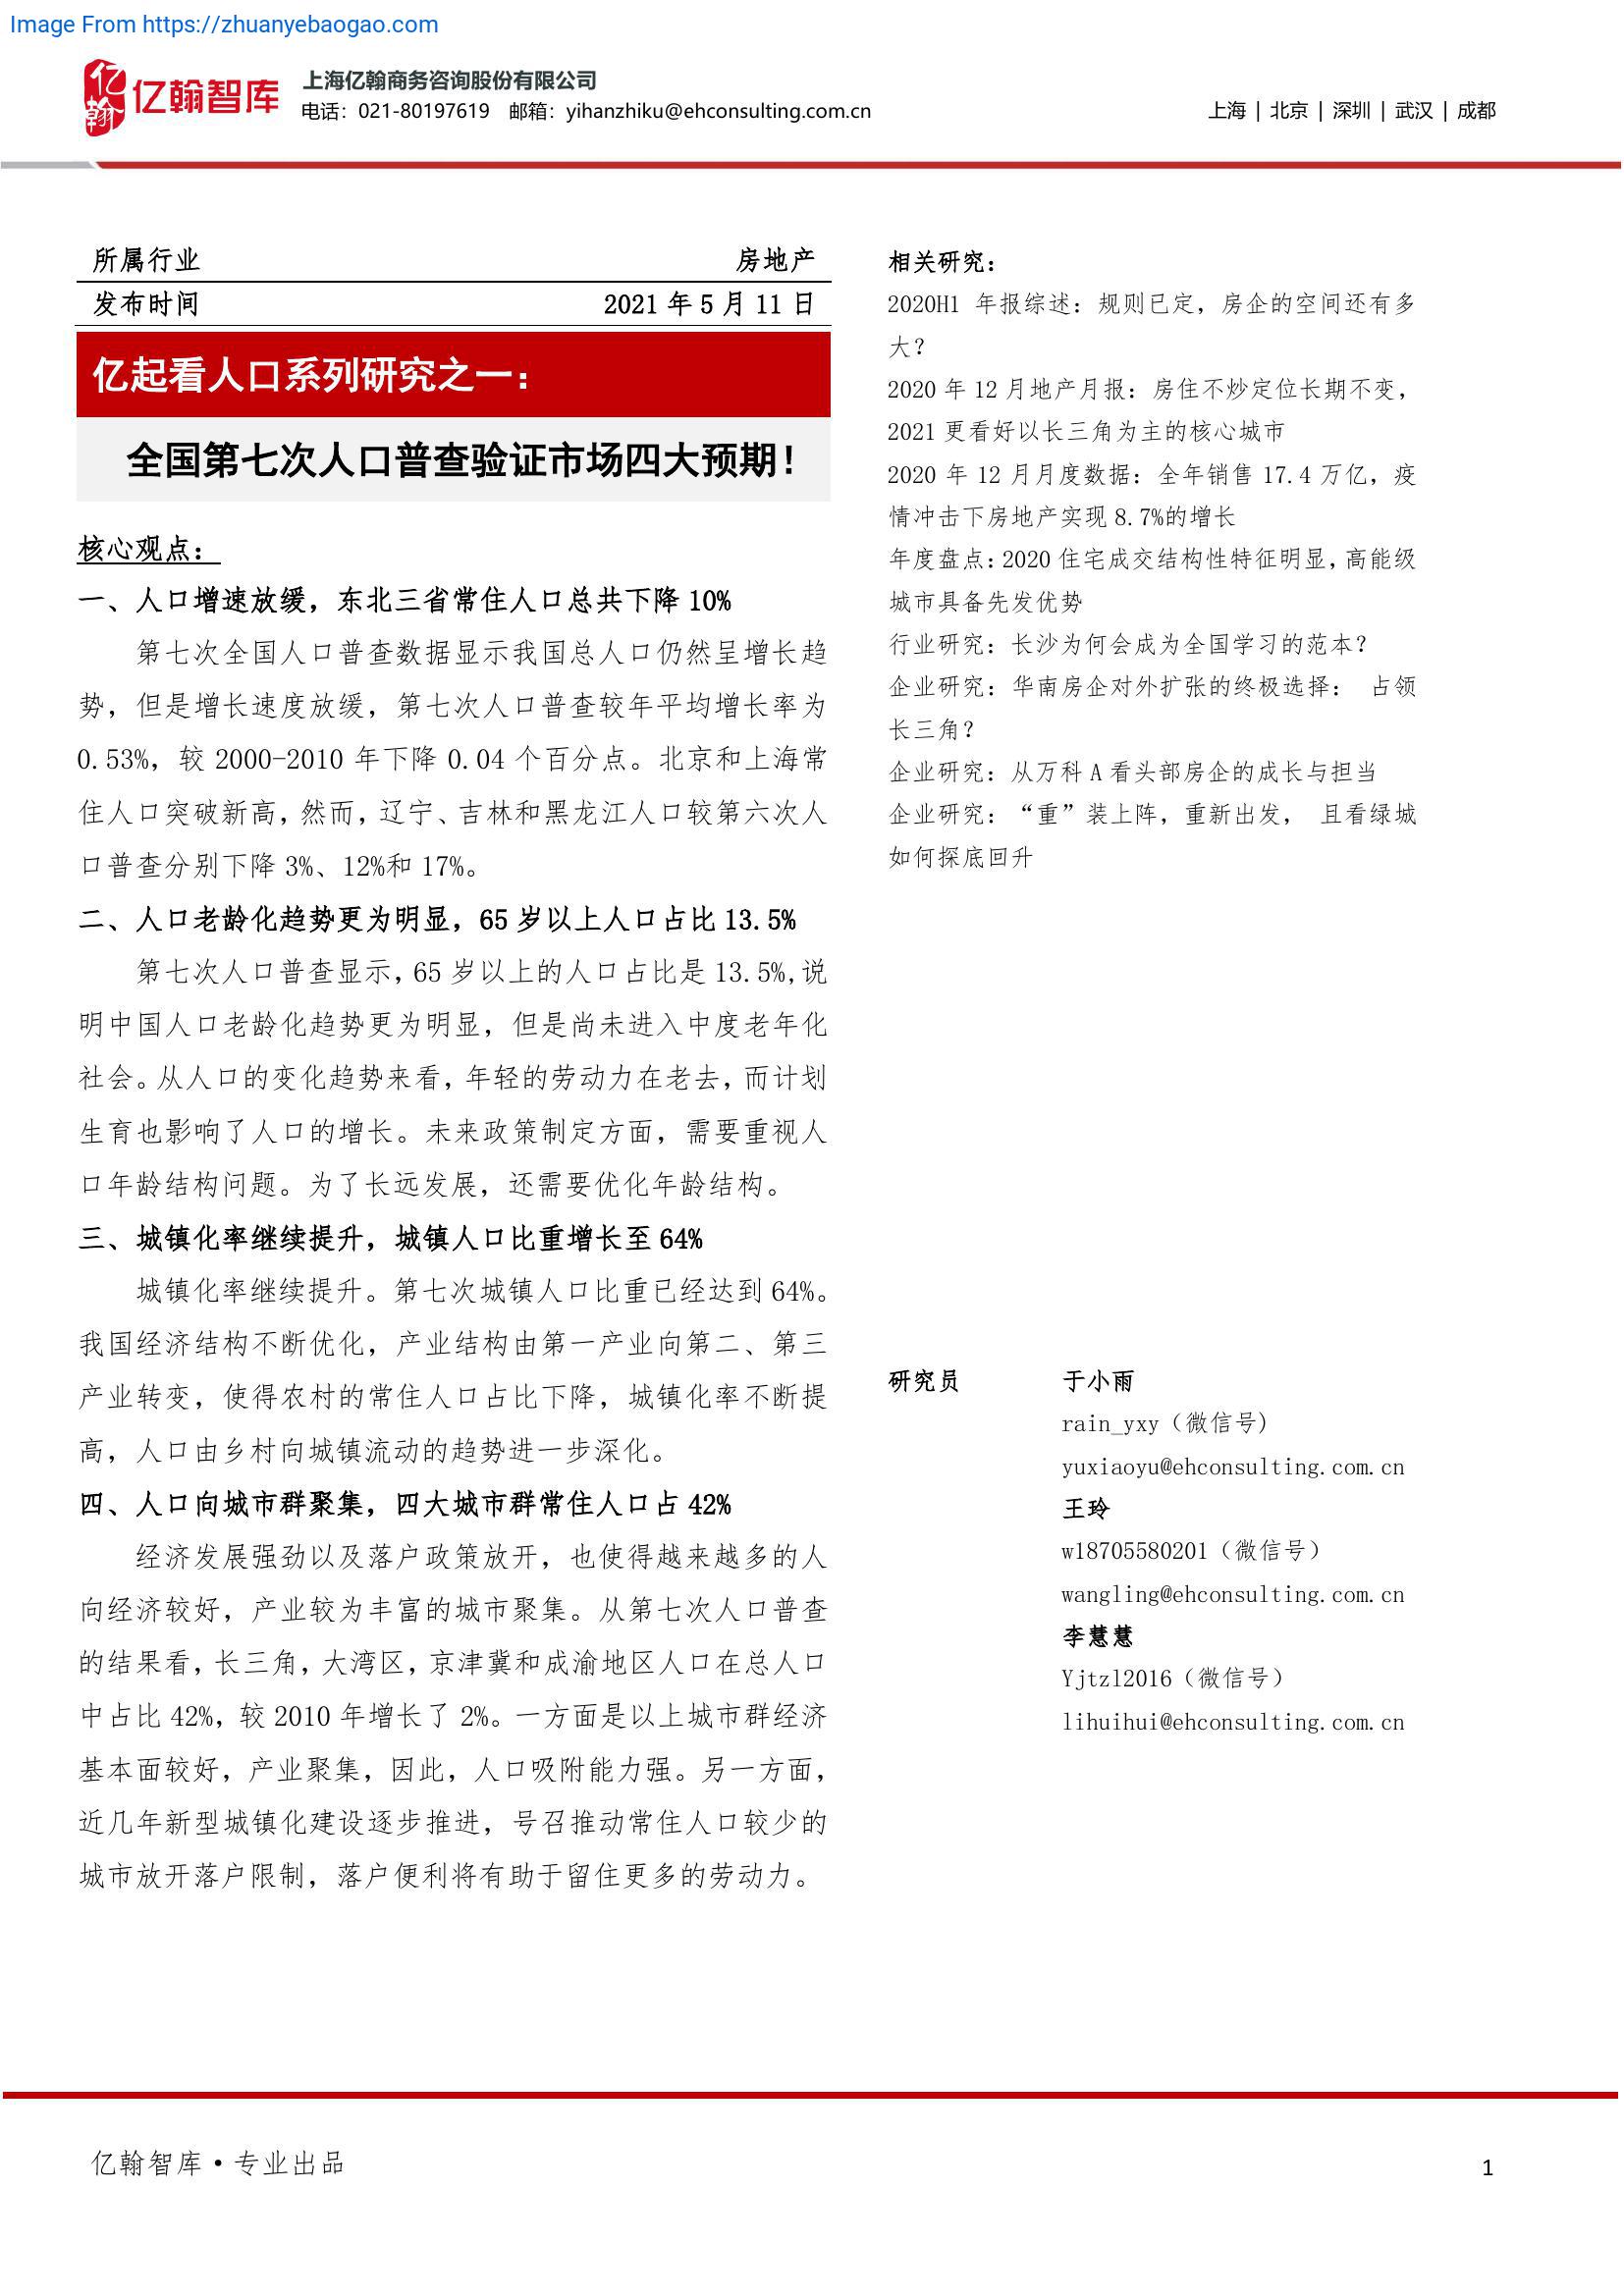 Image From https://zhuanyebaogao.com
亿翰
亿翰智库
上海亿翰商务咨询股份有限公司
电话：021-80197619 邮箱：yihanzhiku@ehconsulting.com.cn
上海 | 北京 | 深圳 | 武汉 | 成都
所属行业 房地产
发布时间 2021 年 5 月 11 日
亿起看人口系列研究之一：
全国第七次人口普查验证市场四大预期！
核心观点：
一、人口增速放缓，东北三省常住人口总共下降 10%
第七次全国人口普查数据显示我国总人口仍然呈增长趋
势，但是增长速度放缓，第七次人口普查较年平均增长率为
0.53%，较 2000-2010 年下降 0.04 个百分点。北京和上海常
住人口突破新高，然而，辽宁、吉林和黑龙江人口较第六次人
口普查分别下降 3%、12%和 17%。
二、人口老龄化趋势更为明显，65 岁以上人口占比 13.5%
第七次人口普查显示，65 岁以上的人口占比是 13.5%,说
明中国人口老龄化趋势更为明显，但是尚未进入中度老年化
社会。从人口的变化趋势来看，年轻的劳动力在老去，而计划
生育也影响了人口的增长。未来政策制定方面，需要重视人
口年龄结构问题。为了长远发展，还需要优化年龄结构。
三、城镇化率继续提升，城镇人口比重增长至 64%
城镇化率继续提升。第七次城镇人口比重已经达到 64%。
我国经济结构不断优化，产业结构由第一产业向第二、第三
产业转变，使得农村的常住人口占比下降，城镇化率不断提
高，人口由乡村向城镇流动的趋势进一步深化。
四、人口向城市群聚集，四大城市群常住人口占 42%
经济发展强劲以及落户政策放开，也使得越来越多的人
向经济较好，产业较为丰富的城市聚集。从第七次人口普查
的结果看，长三角，大湾区，京津冀和成渝地区人口在总人口
中占比 42%，较 2010 年增长了 2%。一方面是以上城市群经济
基本面较好，产业聚集，因此，人口吸附能力强。另一方面，
近几年新型城镇化建设逐步推进，号召推动常住人口较少的
城市放开落户限制，落户便利将有助于留住更多的劳动力。
相关研究：
2020H1 年报综述：规则已定，房企的空间还有多
大？
2020 年 12 月地产月报：房住不炒定位长期不变，
2021 更看好以长三角为主的核心城市
2020 年 12 月月度数据：全年销售 17.4 万亿，疫
情冲击下房地产实现 8.7%的增长
年度盘点：2020 住宅成交结构性特征明显，高能级
城市具备先发优势
行业研究：长沙为何会成为全国学习的范本？
企业研究：华南房企对外扩张的终极选择： 占领
长三角？
企业研究：从万科 A 看头部房企的成长与担当
企业研究：“重”装上阵，重新出发， 且看绿城
如何探底回升
研究员 于小雨
rain_yxy（微信号)
yuxiaoyu@ehconsulting.com.cn
王玲
w18705580201（微信号）
wangling@ehconsulting.com.cn
李慧慧
Yjtzl2016（微信号）
lihuihui@ehconsulting.com.cn
亿翰智库•专业出品
1